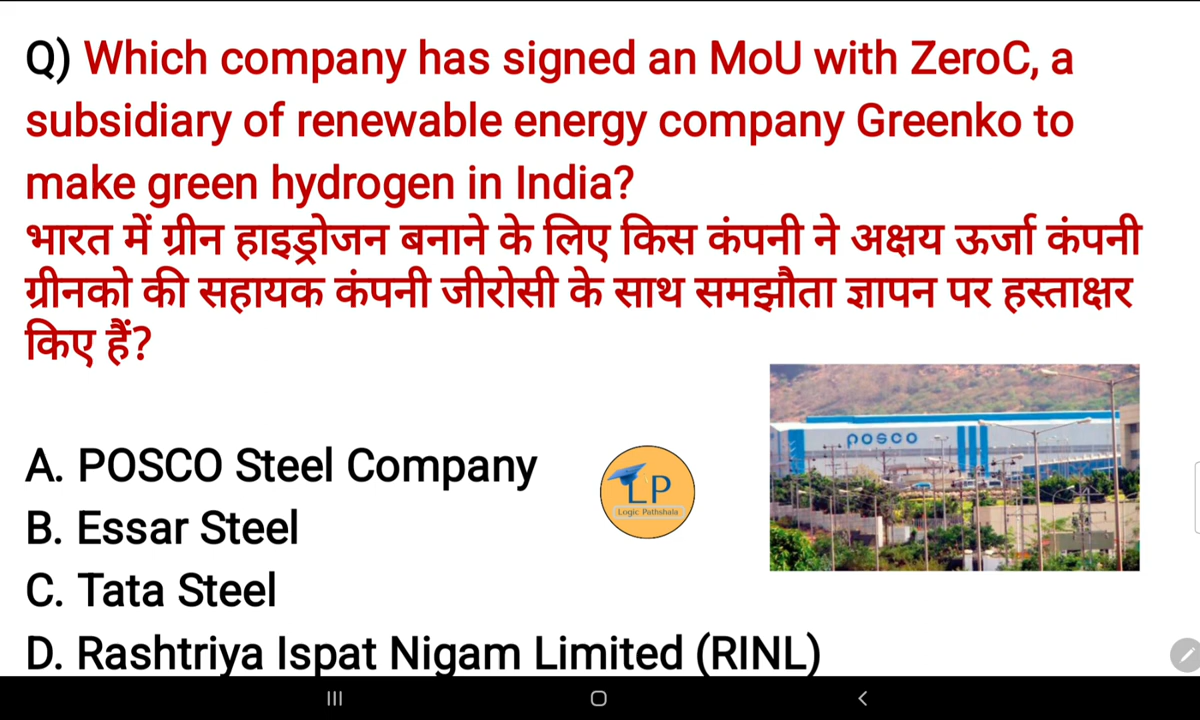 Q) Which company has signed an MoU with ZeroC, a
subsidiary of renewable energy company Greenko to
make green hydrogen in India?
भारत में ग्रीन हाइड्रोजन बनाने के लिए किस कंपनी ने अक्षय ऊर्जा कंपनी
ग्रीनको की सहायक कंपनी जीरोसी के साथ समझौता ज्ञापन पर हस्ताक्षर
किए हैं?
posco
A. POSCO Steel Company
LP
Logic Pathshala
B. Essar Steel
C. Tata Steel
D. Rashtriya Ispat Nigam Limited (RINL)